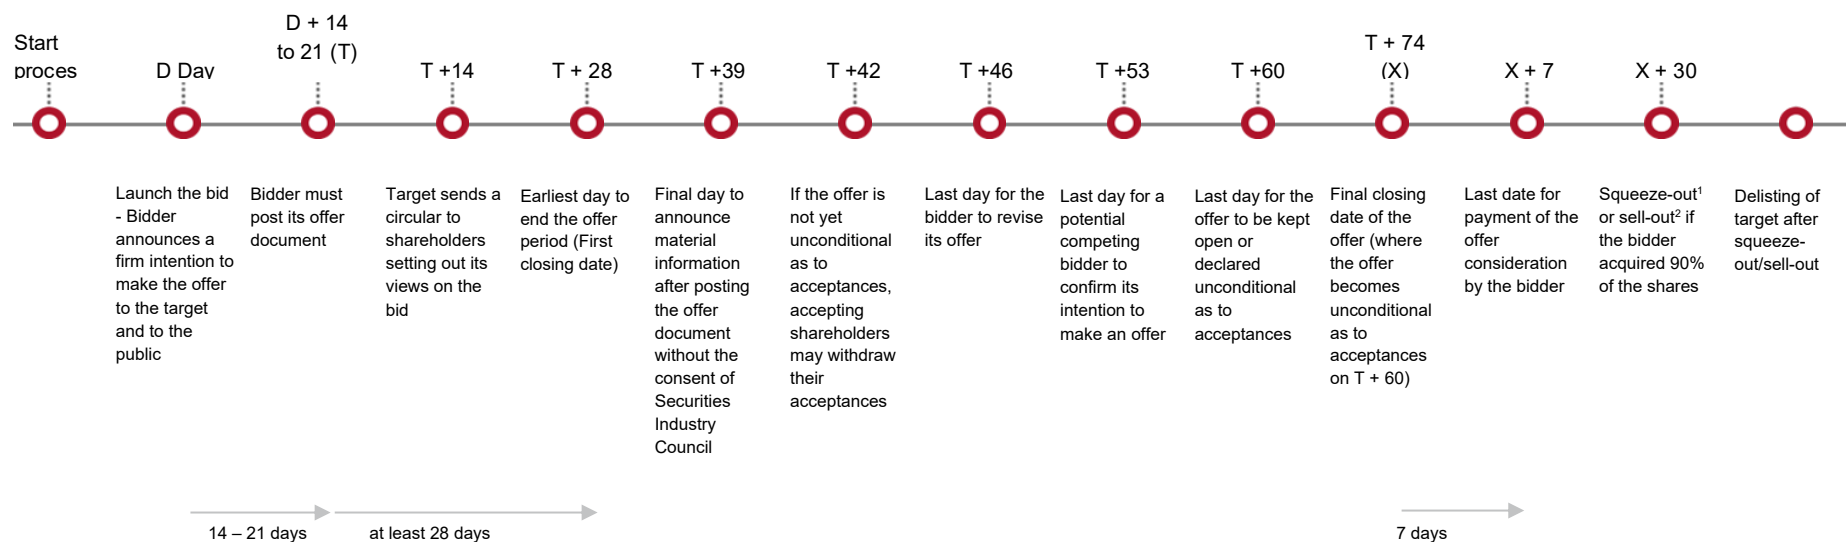 Start
proces
D Day
D + 14
to 21 (T)
T +14
T + 28
T +39
T +42
T +46
T +53
T +60
T + 74
(X)
X + 7
X + 30
Launch the bid
- Bidder
announces a
firm intention to
make the offer
to the target
and to the
public
Bidder must
post its offer
document
Target sends a
circular to
shareholders
setting out its
views on the
bid
Earliest day to
end the offer
period (First
closing date)
Final day to
announce
material
information
after posting
the offer
document
without the
consent of
Securities
Industry
Council
If the offer is
not yet
unconditional
as to
acceptances,
accepting
shareholders
may withdraw
their
acceptances
Last day for the
bidder to revise
its offer
Last day for a
potential
competing
bidder to
confirm its
intention to
make an offer
Last day for the
offer to be kept
open or
declared
unconditional
as to
acceptances
Final closing
date of the
offer (where
the offer
becomes
unconditional
as to
acceptances
on T + 60)
Last date for
payment of the
offer
consideration
by the bidder
Squeeze-out¹
or sell-out² if
the bidder
acquired 90%
of the shares
Delisting of
target after
squeeze-
out/sell-out
14 – 21 days
at least 28 days
7 days